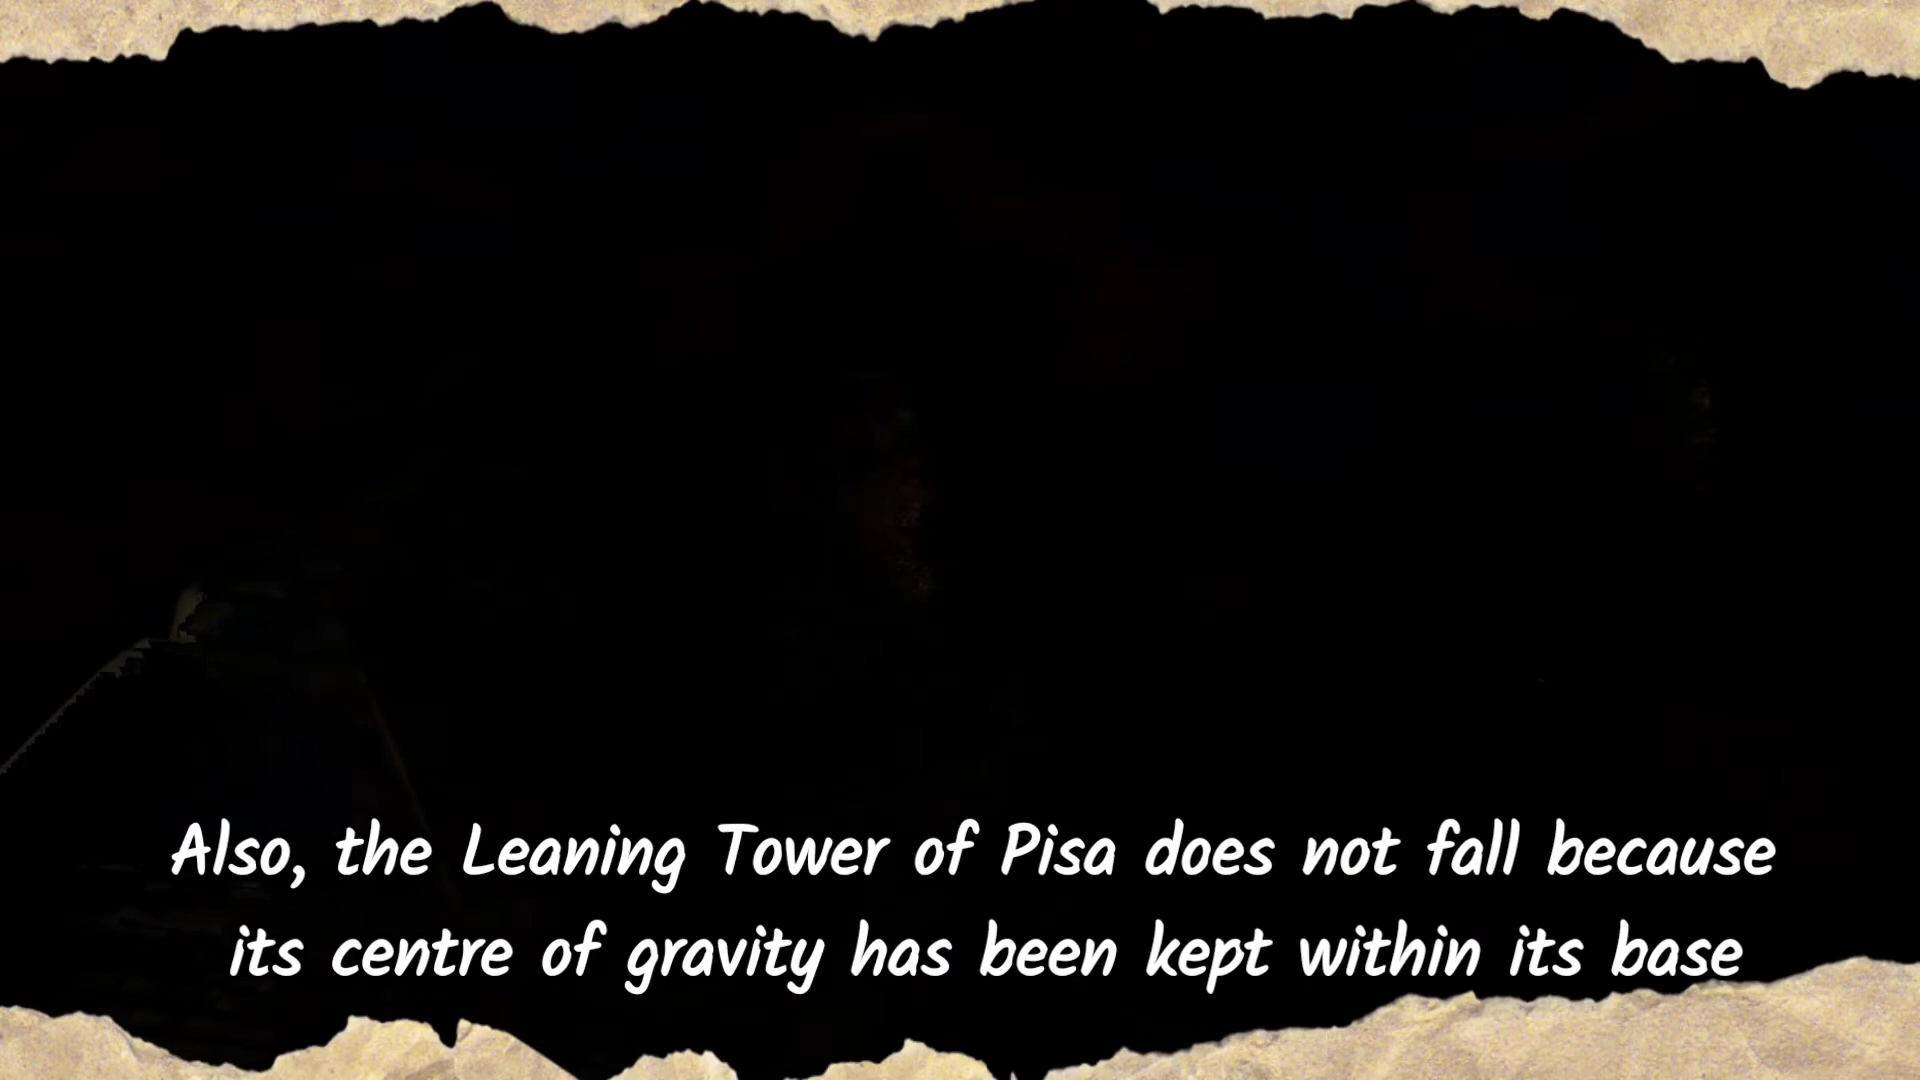 Also, the Leaning Tower of Pisa does not fall because
its centre of gravity has been kept within its base